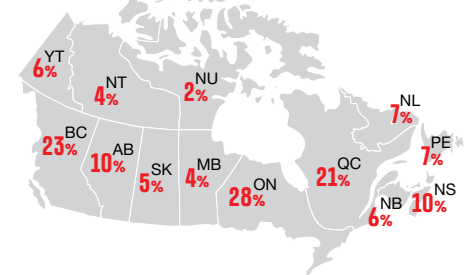 YT
6%
NT
4%
NU
2%
NL
7%
BC
23%
AB
10%
SK
5%
MB
4%
ON
28%
QC
21%
PE
7%
NB
6%
NS
10%